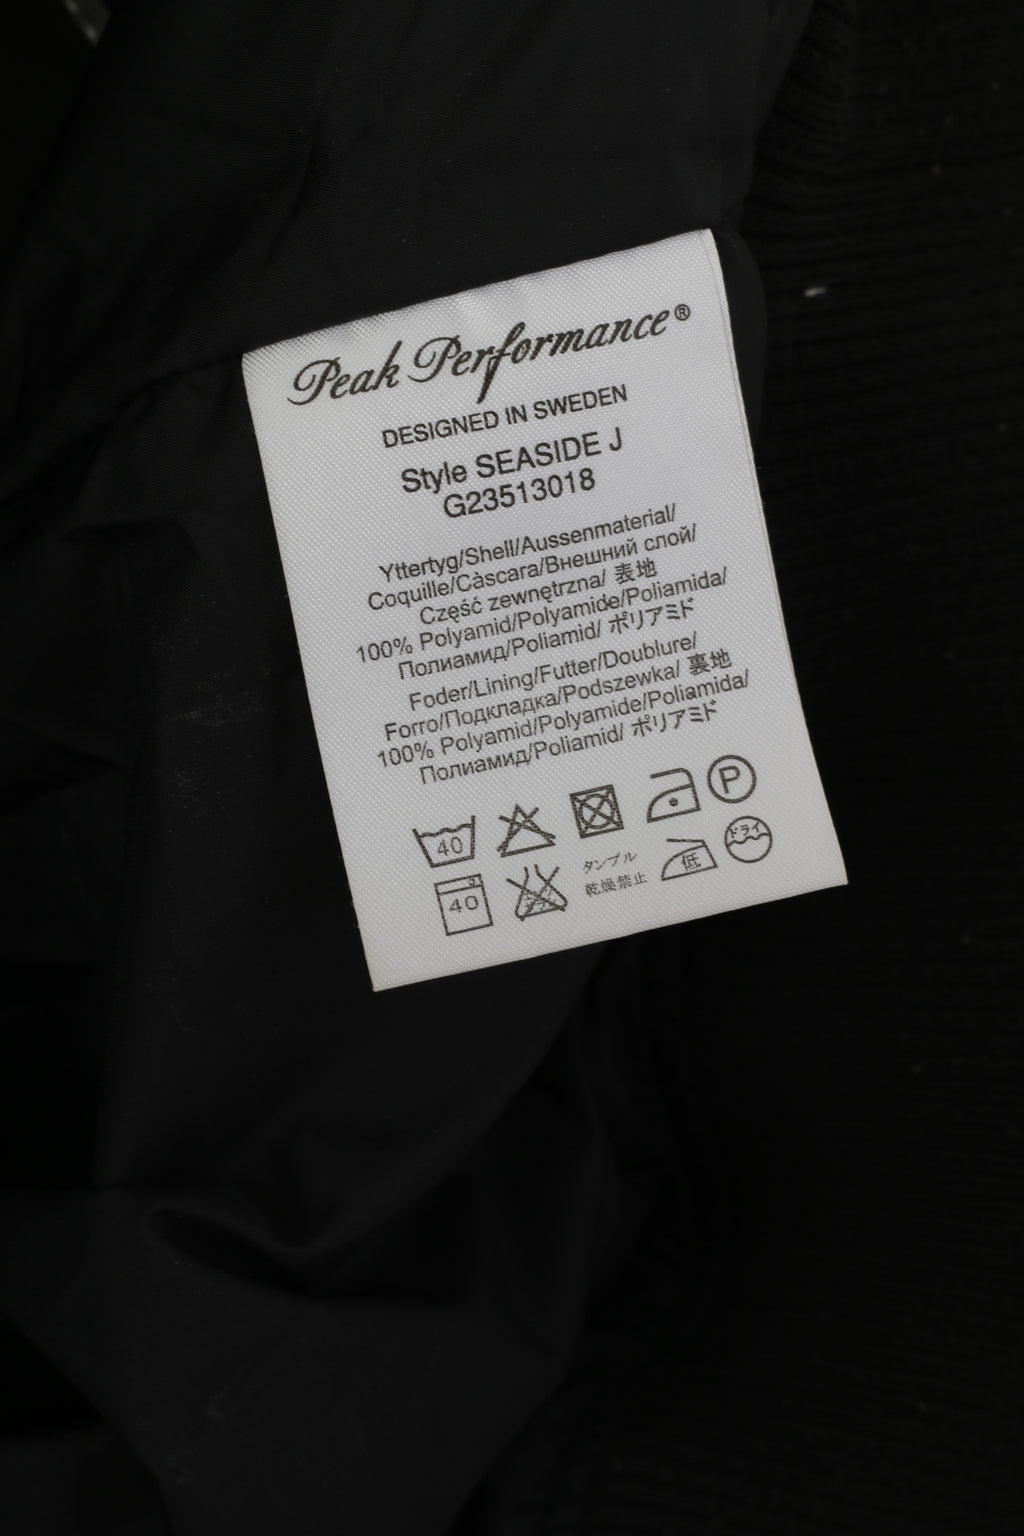 Peak Performance®
DESIGNED IN SWEDEN
Style SEASIDE J
G23513018
Yttertyg/Shell/Aussenmaterial/
Coquille/Càscara/Внешний слой/
Część zewnętrzna/ 表地
100% Polyamid/Polyamide/Poliamida/
Полиамид/Poliamid/ ポリアミド
Foder/Lining/Futter/Doublure/
Forro/Подкладка/Podszewka/ 裏地
100% Polyamid/Polyamide/Poliamida/
Полиамид/Poliamid/ ポリアミド
40 P
40 タンブル 低 ドライ
乾燥禁止